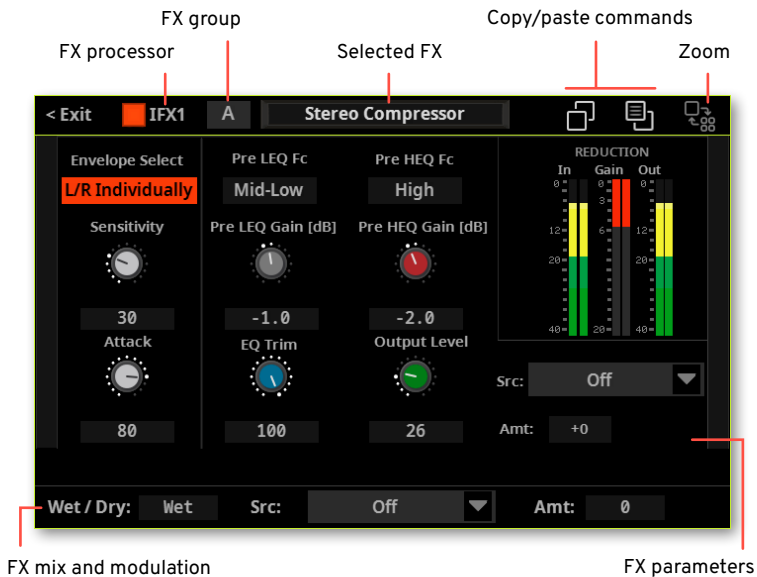 FX group
Copy/paste commands
FX processor
Selected FX
Zoom
< Exit IFX1 A Stereo Compressor
Envelope Select
L/R Individually
Sensitivity
30
Attack
80
Pre LEQ Fc
Mid-Low
Pre LEQ Gain [dB]
-1.0
EQ Trim
100
Pre HEQ Fc
High
Pre HEQ Gain [dB]
-2.0
Output Level
26
REDUCTION
In Gain Out
0 0 0
3
12 6 12
20 20
40 20 40
Src: Off
Amt: +0
Wet / Dry: Wet Src: Off Amt: 0
FX mix and modulation
FX parameters